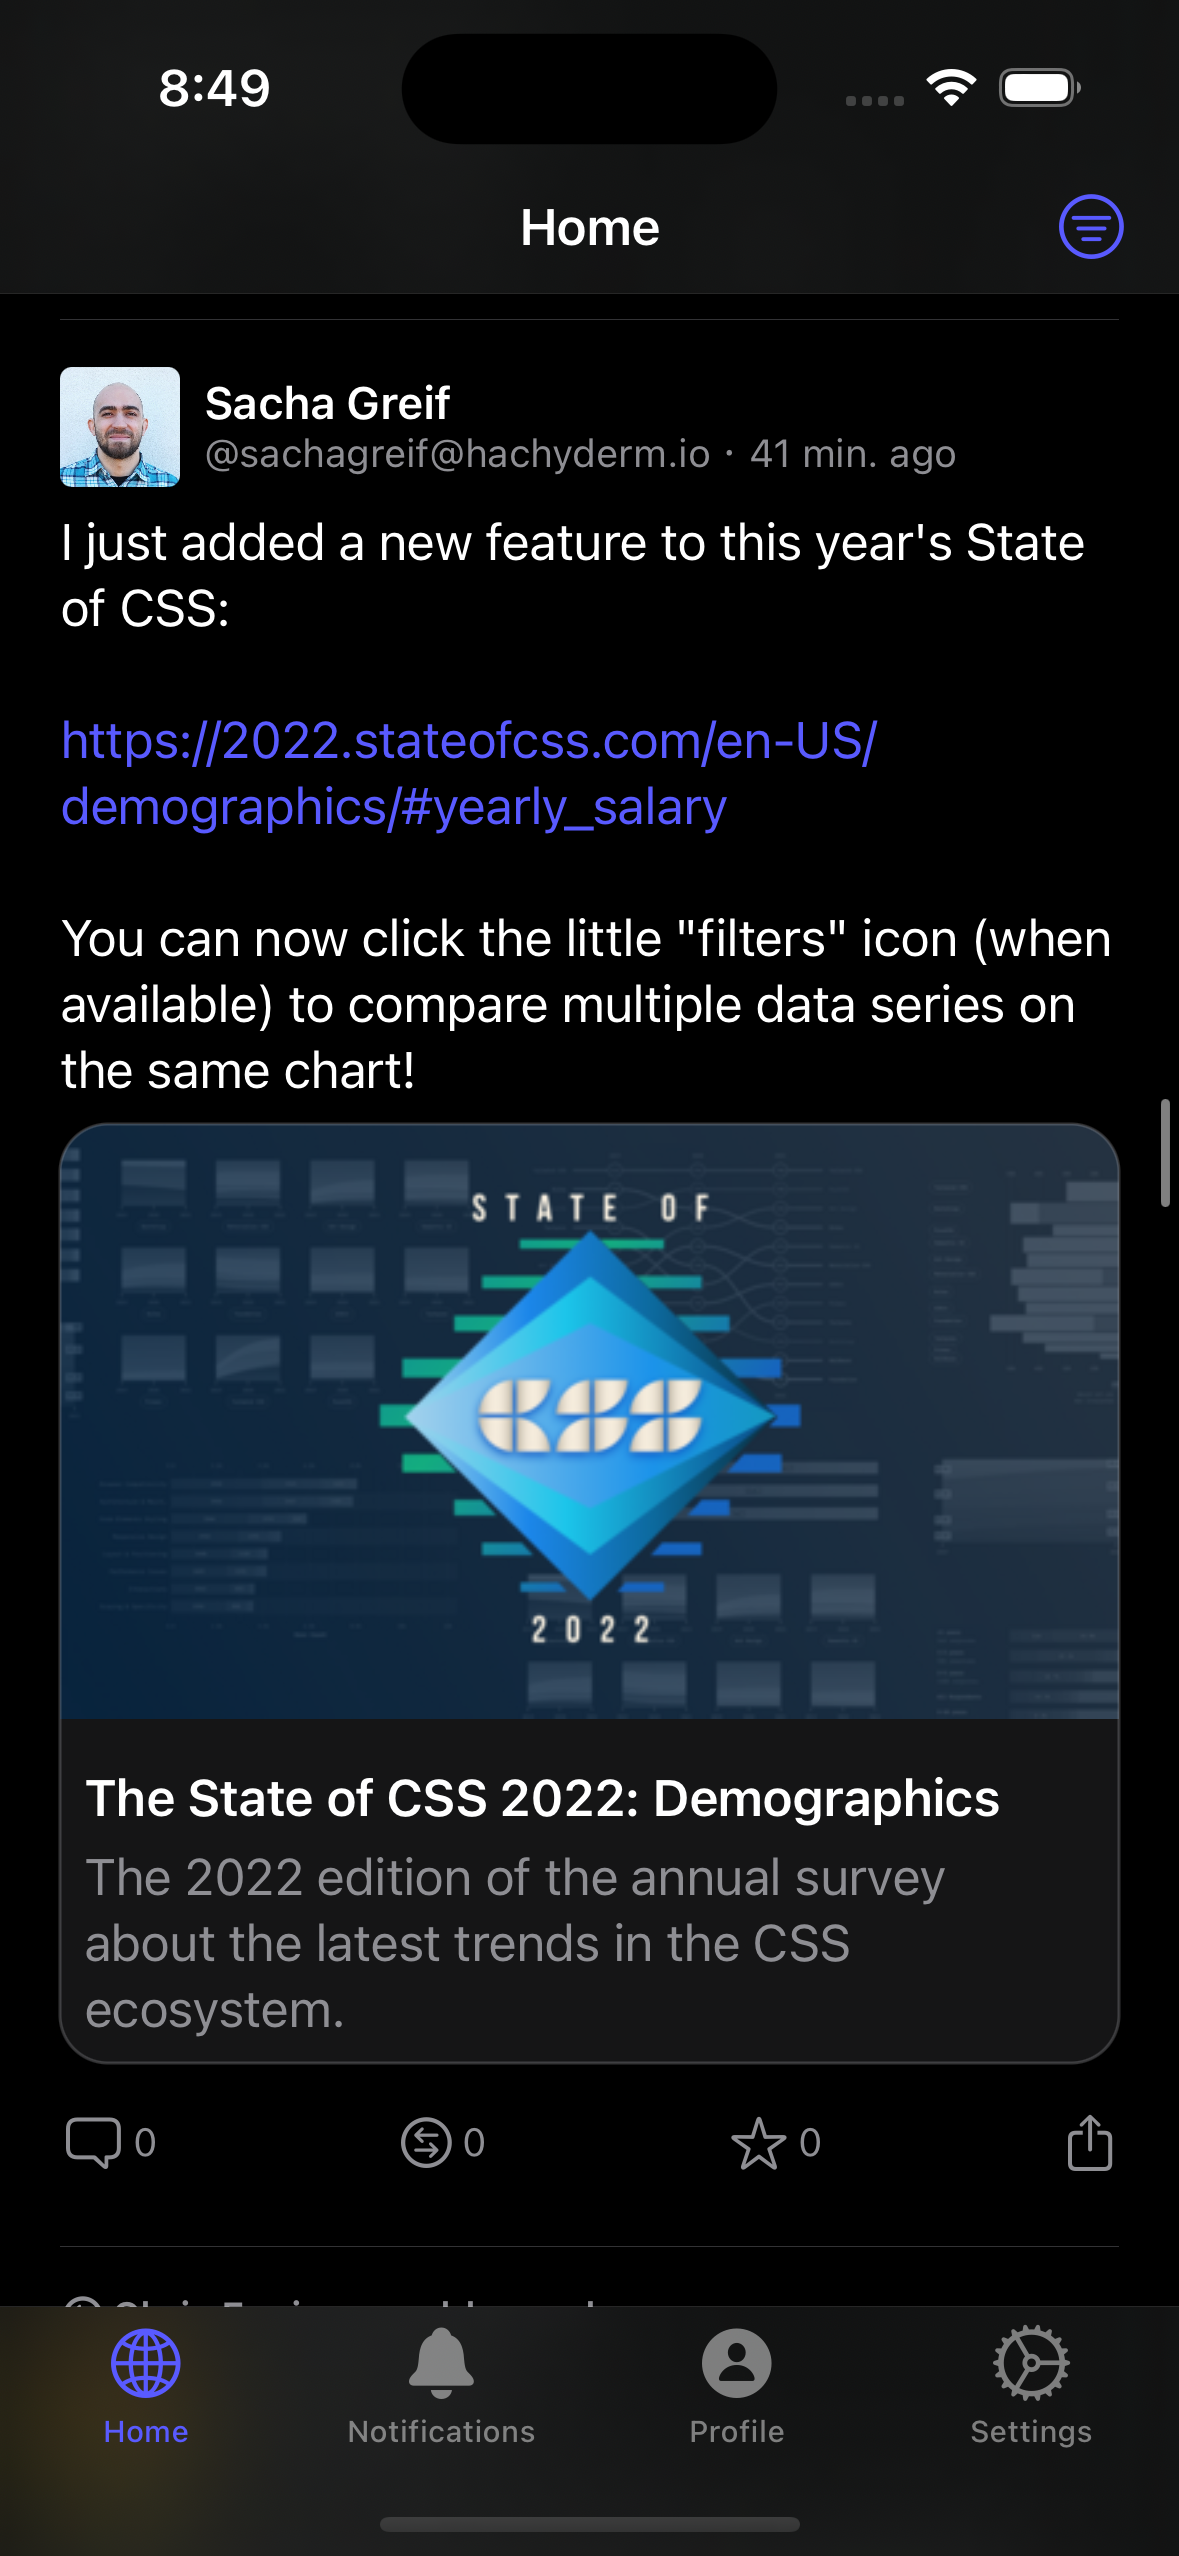 8:49
Home
Sacha Greif
@sachagreif@hachyderm.io · 41 min. ago
I just added a new feature to this year's State
of CSS:
https://2022.stateofcss.com/en-US/
demographics/#yearly_salary
You can now click the little "filters" icon (when
available) to compare multiple data series on
the same chart!
STATE OF
CSS
2022
The State of CSS 2022: Demographics
The 2022 edition of the annual survey
about the latest trends in the CSS
ecosystem.
0
0
0
Home
Notifications
Profile
Settings